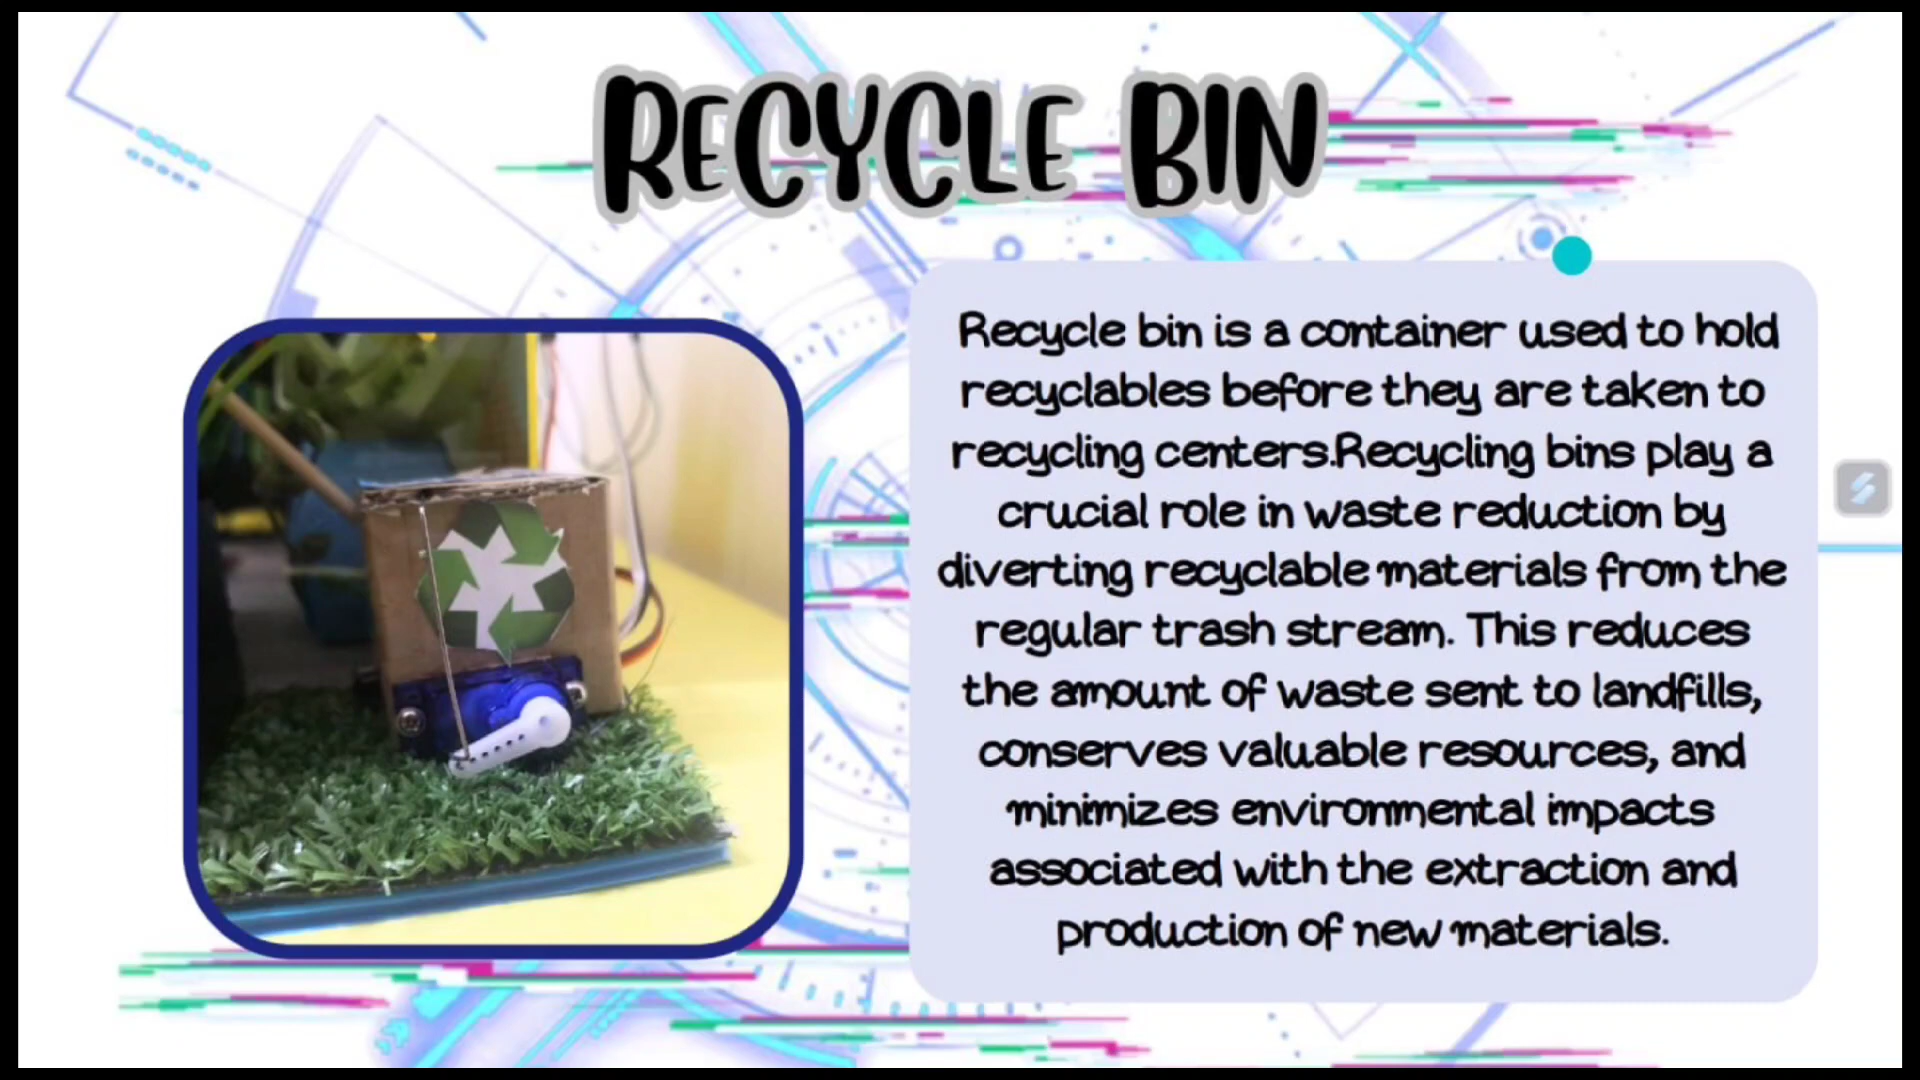 RECYCLE BIN
Recycle bin is a container used to hold
recyclables before they are taken to
recycling centers.Recycling bins play a
crucial role in waste reduction by
diverting recyclable materials from the
regular trash stream. This reduces
the amount of waste sent to landfills,
conserves valuable resources, and
minimizes environmental impacts
associated with the extraction and
production of new materials.